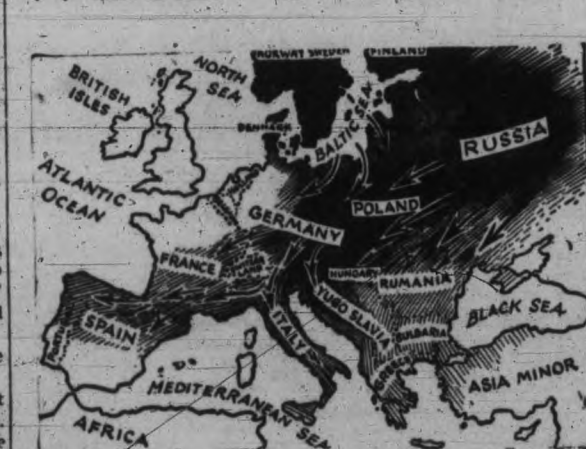 NORWAY SWEDEN
FINLAND
NORTH
SEA
BRITISH
ISLES
DENMARK
BALTIC SEA
RUSSIA
ATLANTIC
OCEAN
POLAND
GERMANY
FRANCE
HUNGARY
RUMANIA
YUGO SLAVIA
BLACK SEA
SPAIN
ITALY
BULGARIA
GREECE
ASIA MINOR
MEDITERRANEAN SEA
AFRICA